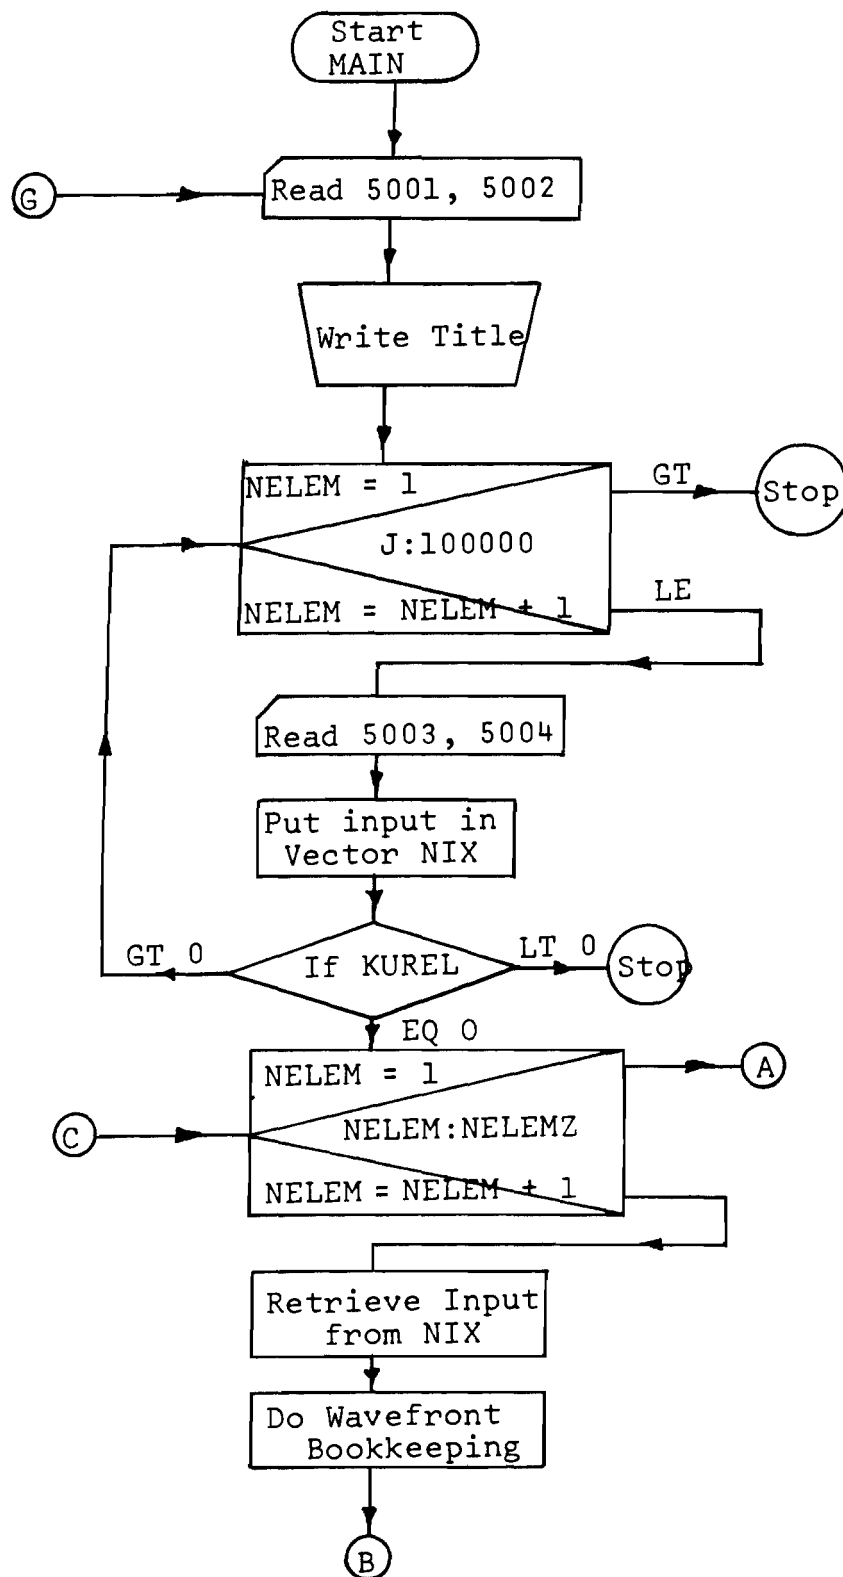 Start
MAIN
G
Read 5001, 5002
Write Title
NELEM = 1
GT
Stop
J:100000
NELEM = NELEM + 1
LE
Read 5003, 5004
Put input in
Vector NIX
GT 0
If KUREL
LT 0
Stop
EQ 0
NELEM = 1
A
C
NELEM:NELEMZ
NELEM = NELEM + 1
Retrieve Input
from NIX
Do Wavefront
Bookkeeping
B